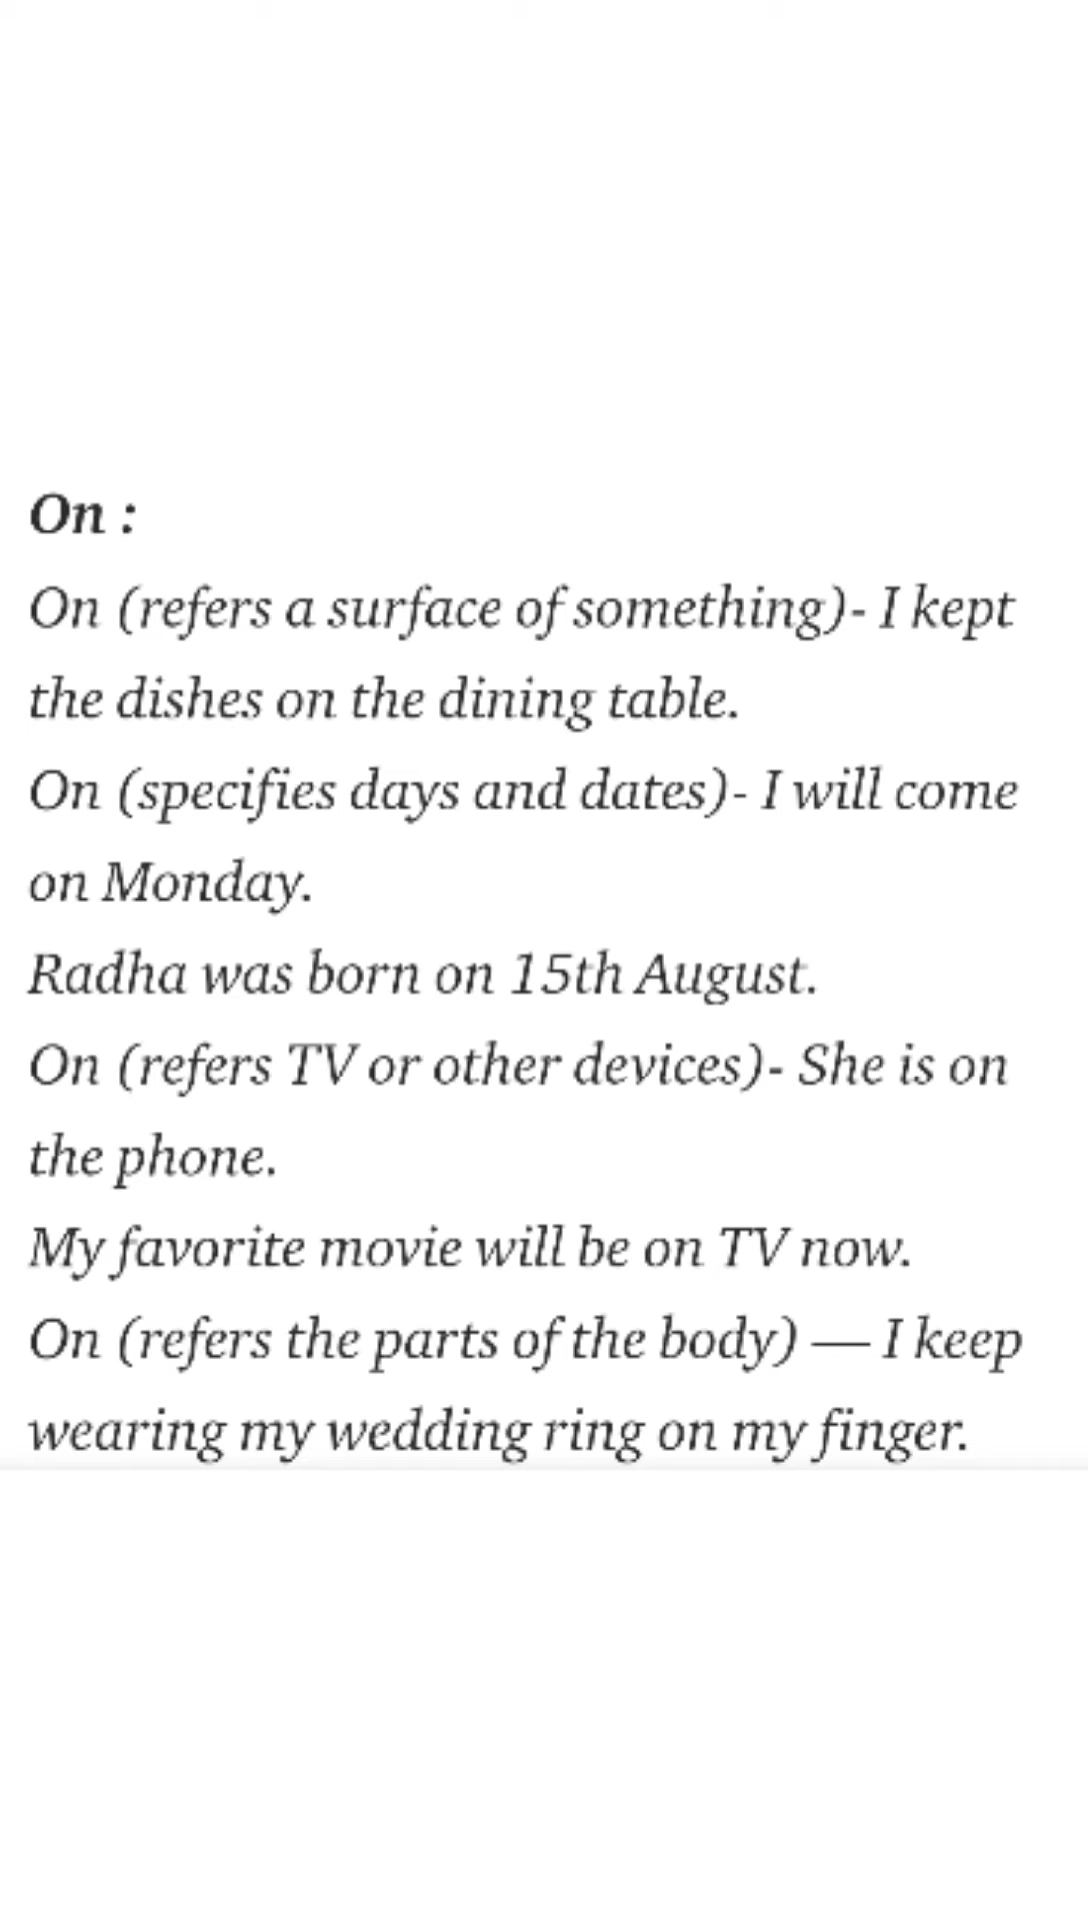 On :
On (refers a surface of something)- I kept
the dishes on the dining table.
On (specifies days and dates)- I will come
on Monday.
Radha was born on 15th August.
On (refers TV or other devices)- She is on
the phone.
My favorite movie will be on TV now.
On (refers the parts of the body) — I keep
wearing my wedding ring on my finger.